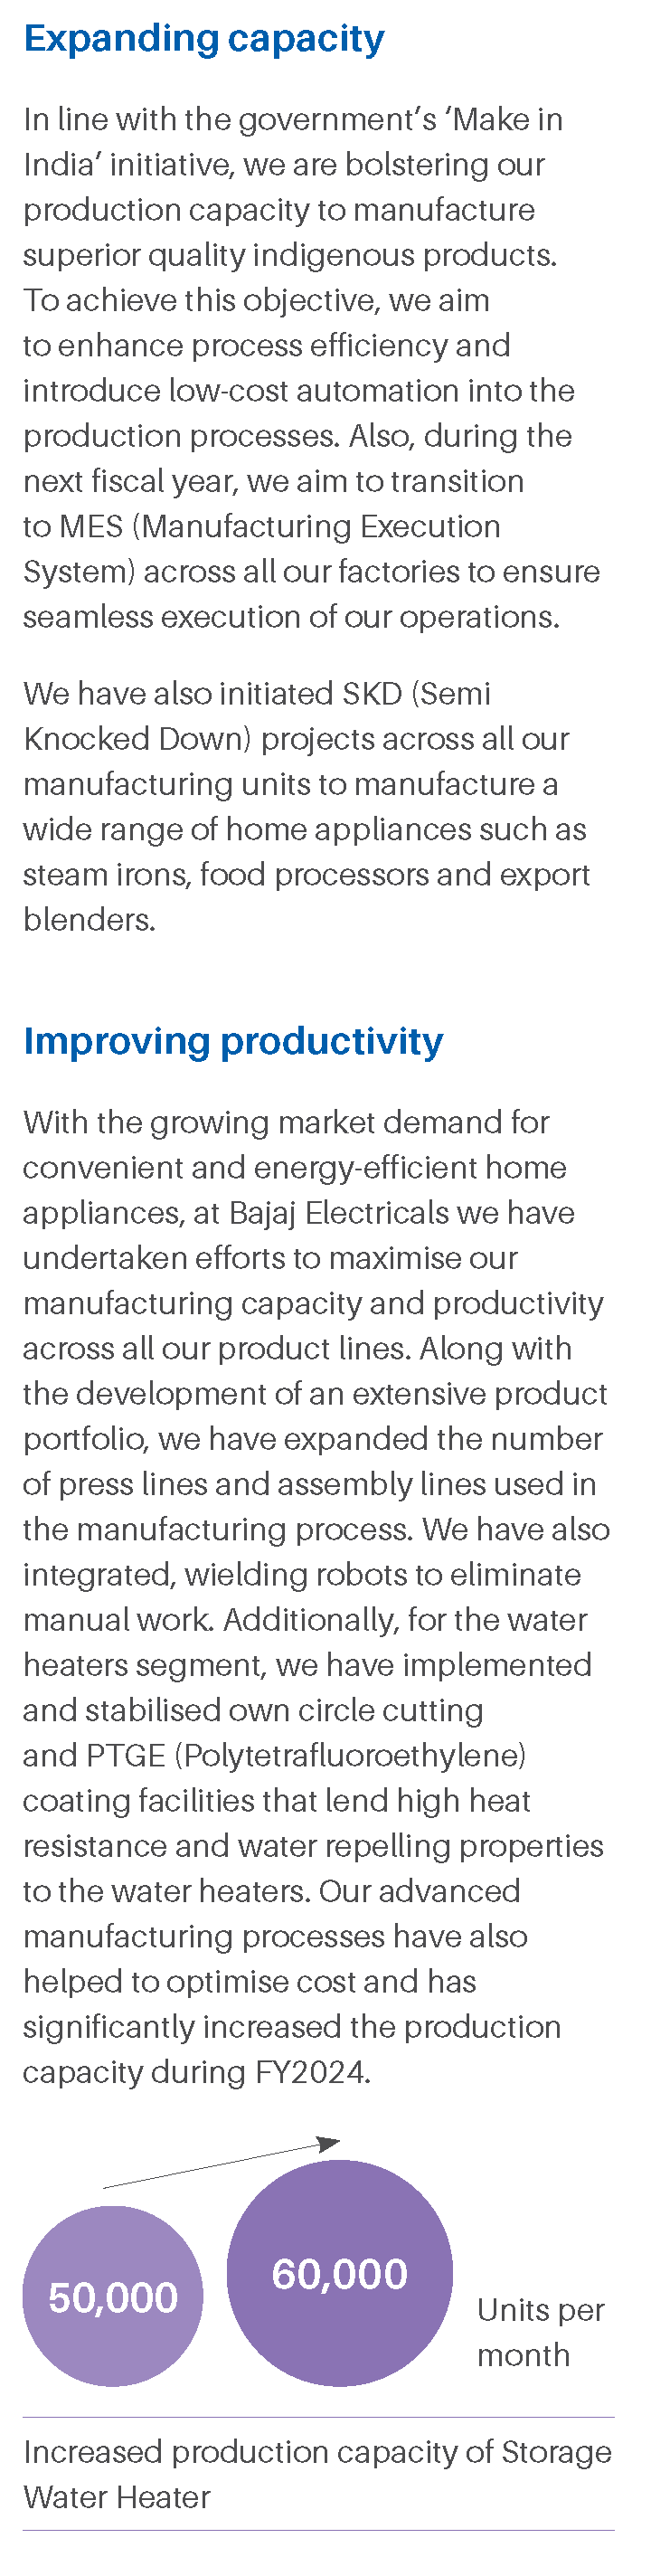 Expanding capacity
In line with the government’s ‘Make in
India’ initiative, we are bolstering our
production capacity to manufacture
superior quality indigenous products.
To achieve this objective, we aim
to enhance process efficiency and
introduce low-cost automation into the
production processes. Also, during the
next fiscal year, we aim to transition
to MES (Manufacturing Execution
System) across all our factories to ensure
seamless execution of our operations.
We have also initiated SKD (Semi
Knocked Down) projects across all our
manufacturing units to manufacture a
wide range of home appliances such as
steam irons, food processors and export
blenders.
Improving productivity
With the growing market demand for
convenient and energy-efficient home
appliances, at Bajaj Electricals we have
undertaken efforts to maximise our
manufacturing capacity and productivity
across all our product lines. Along with
the development of an extensive product
portfolio, we have expanded the number
of press lines and assembly lines used in
the manufacturing process. We have also
integrated, wielding robots to eliminate
manual work. Additionally, for the water
heaters segment, we have implemented
and stabilised own circle cutting
and PTGE (Polytetrafluoroethylene)
coating facilities that lend high heat
resistance and water repelling properties
to the water heaters. Our advanced
manufacturing processes have also
helped to optimise cost and has
significantly increased the production
capacity during FY2024.
50,000
60,000
Units per
month
Increased production capacity of Storage
Water Heater